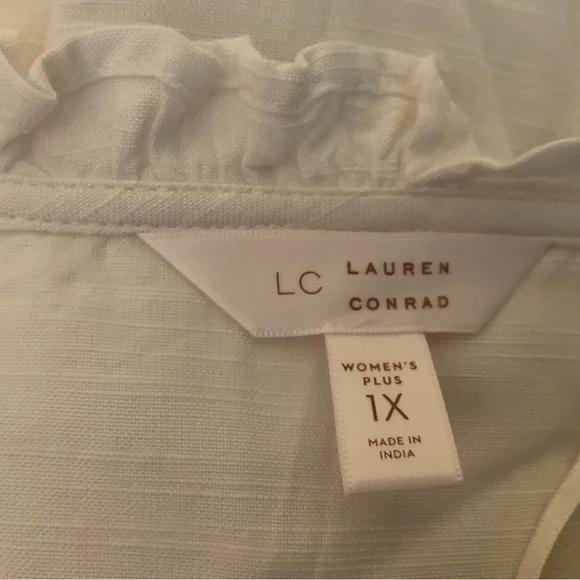 LC LAUREN
CONRAD
WOMEN'S
PLUS
1X
MADE IN
INDIA